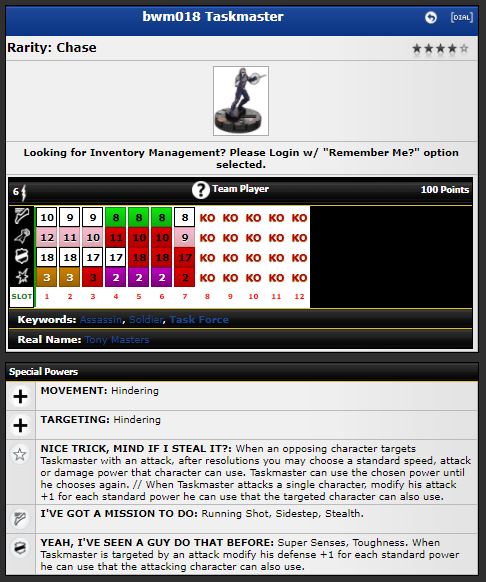 bwm018 Taskmaster [DIAL]
Rarity: Chase
Looking for Inventory Management? Please Login w/ "Remember Me?" option
selected.
6 ? Team Player 100 Points
10 9 9 8 8 8 8 KO KO KO KO KO
12 11 10 11 10 10 9 KO KO KO KO KO
18 18 17 17 18 18 17 KO KO KO KO KO
3 3 3 2 2 2 2 KO KO KO KO KO
SLOT 1 2 3 4 5 6 7 8 9 10 11 12
Keywords: Assassin, Soldier, Task Force
Real Name: Tony Masters
Special Powers
MOVEMENT: Hindering
TARGETING: Hindering
NICE TRICK, MIND IF I STEAL IT?: When an opposing character targets
Taskmaster with an attack, after resolutions you may choose a standard speed, attack
or damage power that character can use. Taskmaster can use the chosen power until
he chooses again. // When Taskmaster attacks a single character, modify his attack
+1 for each standard power he can use that the targeted character can also use.
I'VE GOT A MISSION TO DO: Running Shot, Sidestep, Stealth.
YEAH, I'VE SEEN A GUY DO THAT BEFORE: Super Senses, Toughness. When
Taskmaster is targeted by an attack modify his defense +1 for each standard power
he can use that the attacking character can also use.